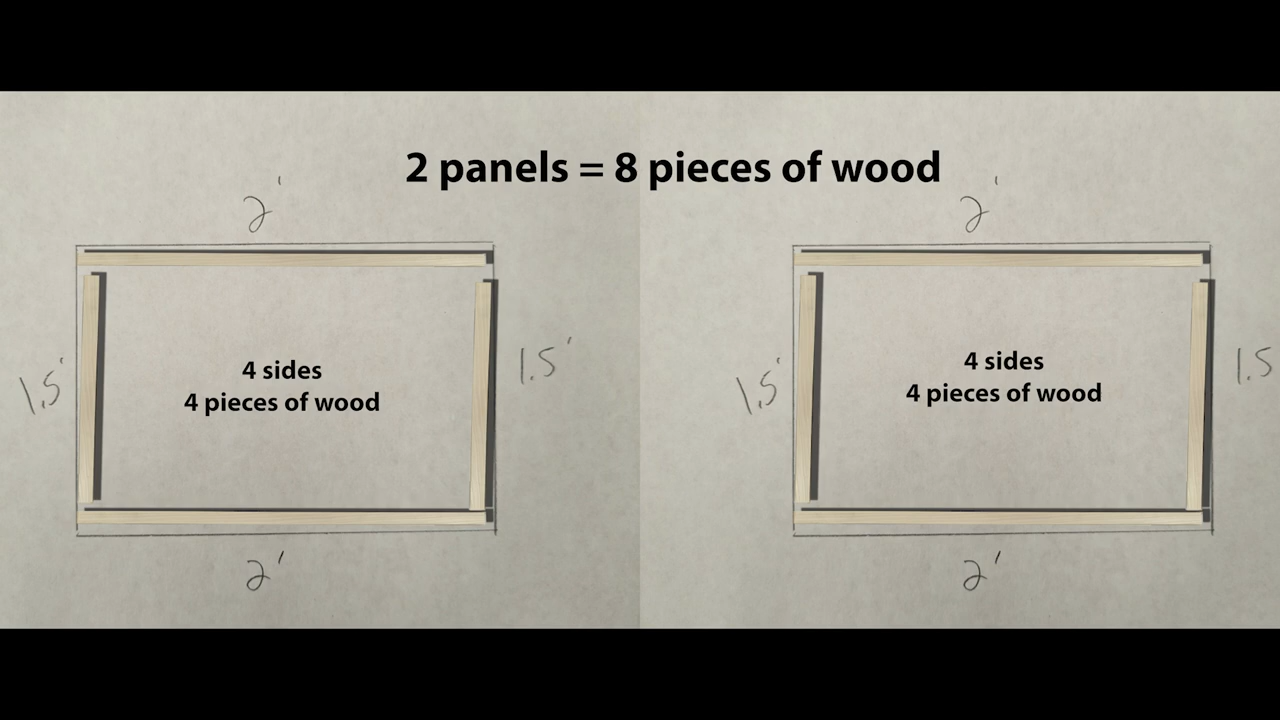 2 panels = 8 pieces of wood
2'
2'
1.5'
4 sides
4 pieces of wood
1.5'
1.5'
4 sides
4 pieces of wood
1.5
2'
2'